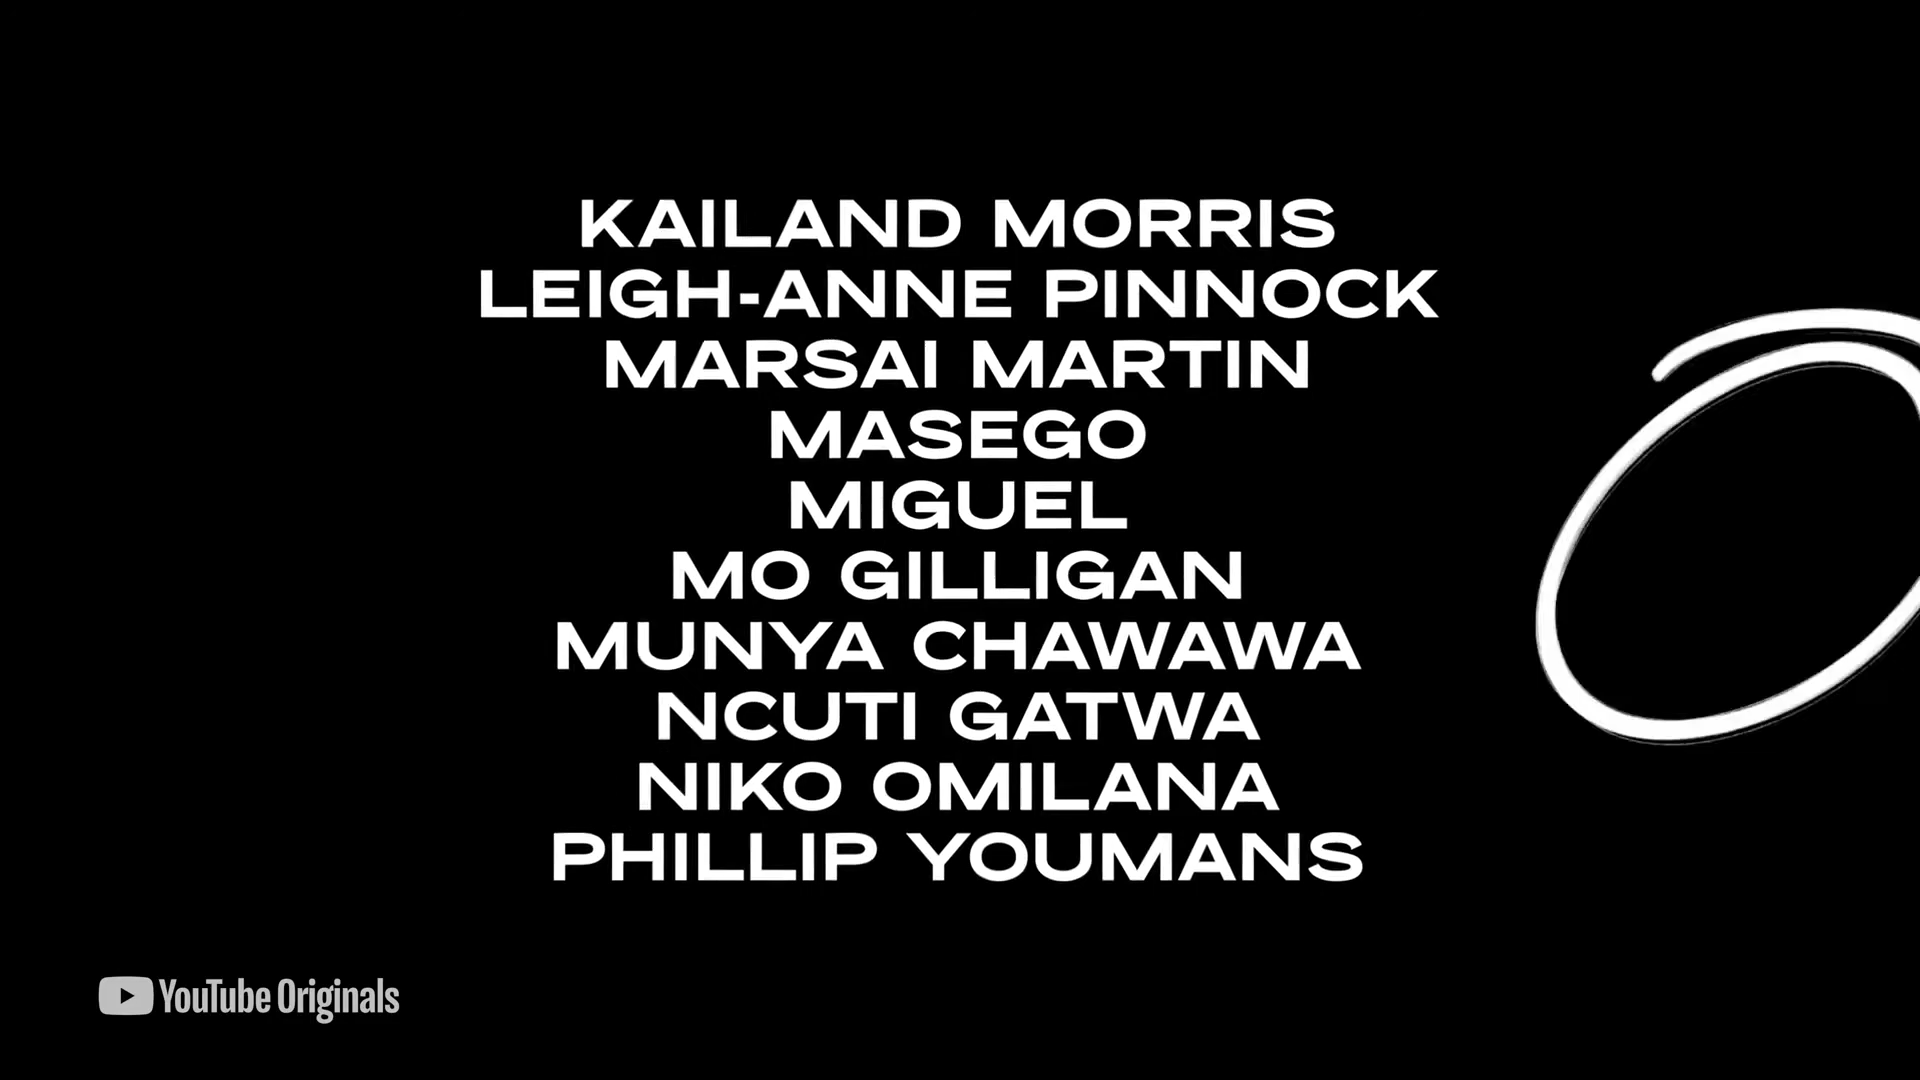 KAILAND MORRIS
LEIGH-ANNE PINNOCK
MARSAI MARTIN
MASEGO
MIGUEL
MO GILLIGAN
MUNYA CHAWAWA
NCUTI GATWA
NIKO OMILANA
PHILLIP YOUMANS
YouTube Originals